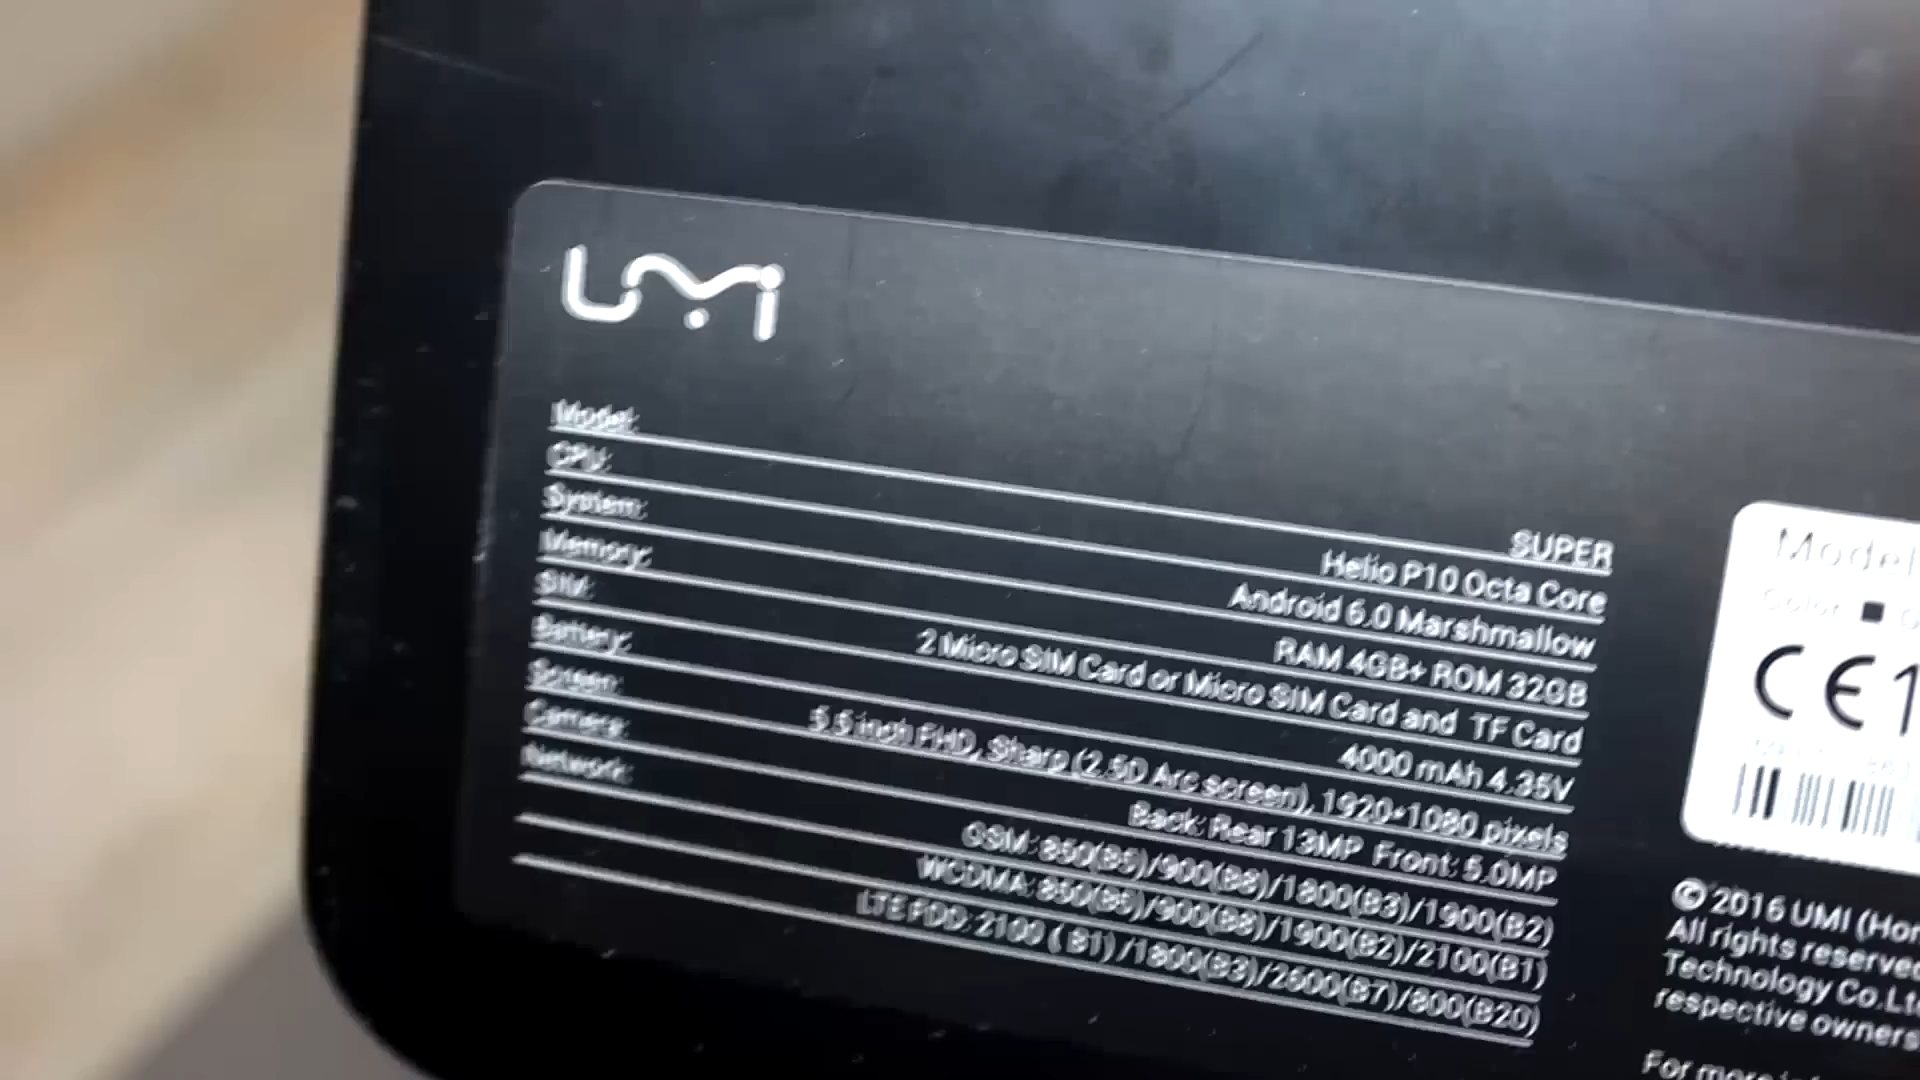 UMi
Model: SUPER
CPU: Helio P10 Octa Core
System: Android 6.0 Marshmallow
Memory: RAM 4GB+ ROM 32GB
SIM: 2 Micro SIM Card or Micro SIM Card and TF Card
Battery: 4000 mAh 4.35V
Screen: 5.5 inch FHD, Sharp (2.5D Arc screen), 1920*1080 pixels
Camera: Back: Rear 13MP Front: 5.0MP
Network: GSM: 850(B5)/900(B8)/1800(B3)/1900(B2)
WCDMA: 850(B5)/900(B8)/1900(B2)/2100(B1)
LTE FDD: 2100 ( B1) /1800(B3)/2600(B7)/800(B20)
Model
Color
CE1
© 2016 UMI (Hon
All rights reserved
Technology Co.Ltd
respective owners
For more